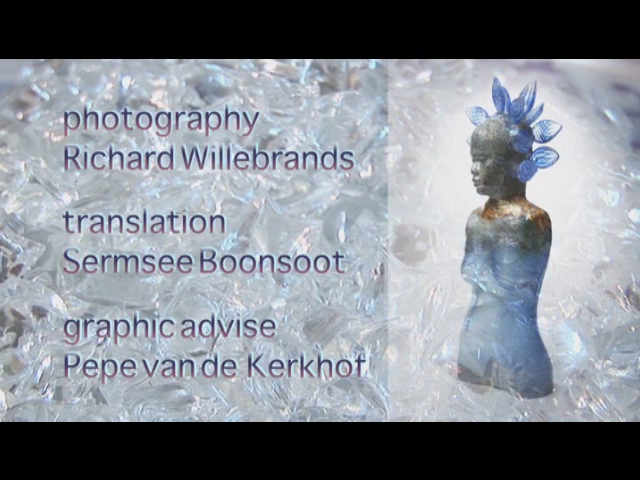 photography
Richard Willebrands
translation
Sermsee Boonsoot
graphic advise
Pepe van de Kerkhof